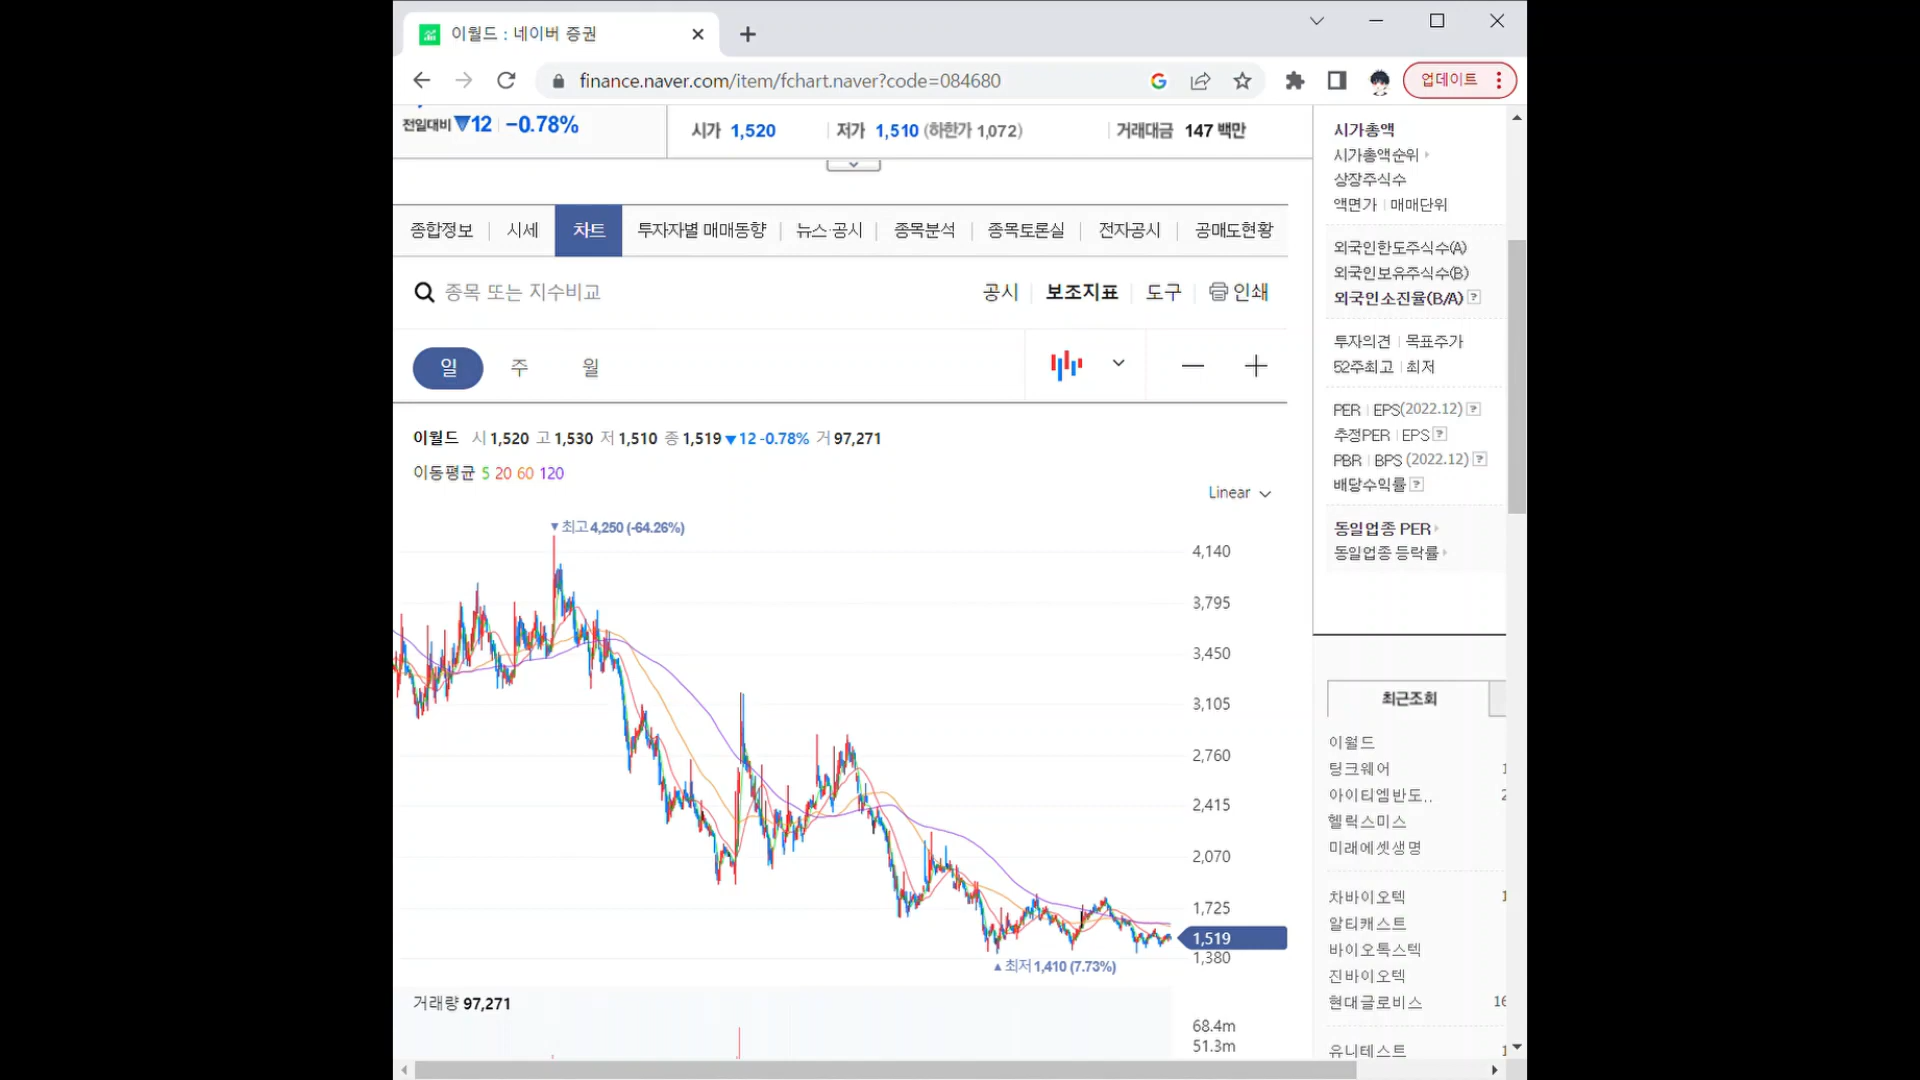 이월드 : 네이버 증권
finance.naver.com/item/fchart.naver?code=084680
업데이트
전일대비 ▼12 | −0.78%
시가 1,520 | 저가 1,510 (하한가 1,072) | 거래대금 147 백만
종합정보 | 시세 | 차트 | 투자자별 매매동향 | 뉴스·공시 | 종목분석 | 종목토론실 | 전자공시 | 공매도현황
종목 또는 지수비교
공시 | 보조지표 | 도구 | 인쇄
일 주 월
이월드 시 1,520 고 1,530 저 1,510 종 1,519 ▼12 -0.78% 거 97,271
이동평균 5 20 60 120
Linear
▼최고 4,250 (-64.26%)
4,140
3,795
3,450
3,105
2,760
2,415
2,070
1,725
1,519
1,380
▲최저 1,410 (7.73%)
거래량 97,271
68.4m
51.3m
시가총액
시가총액순위
상장주식수
액면가 | 매매단위
외국인한도주식수(A)
외국인보유주식수(B)
외국인소진율(B/A) ?
투자의견 | 목표주가
52주최고 | 최저
PER | EPS(2022.12) ?
추정PER | EPS ?
PBR | BPS (2022.12) ?
배당수익률 ?
동일업종 PER
동일업종 등락률
최근조회
이월드
팅크웨어 1
아이티엠반도.. 2
헬릭스미스
미래에셋생명
차바이오텍 1
알티캐스트
바이오톡스텍
진바이오텍
현대글로비스 16
유니테스트 1